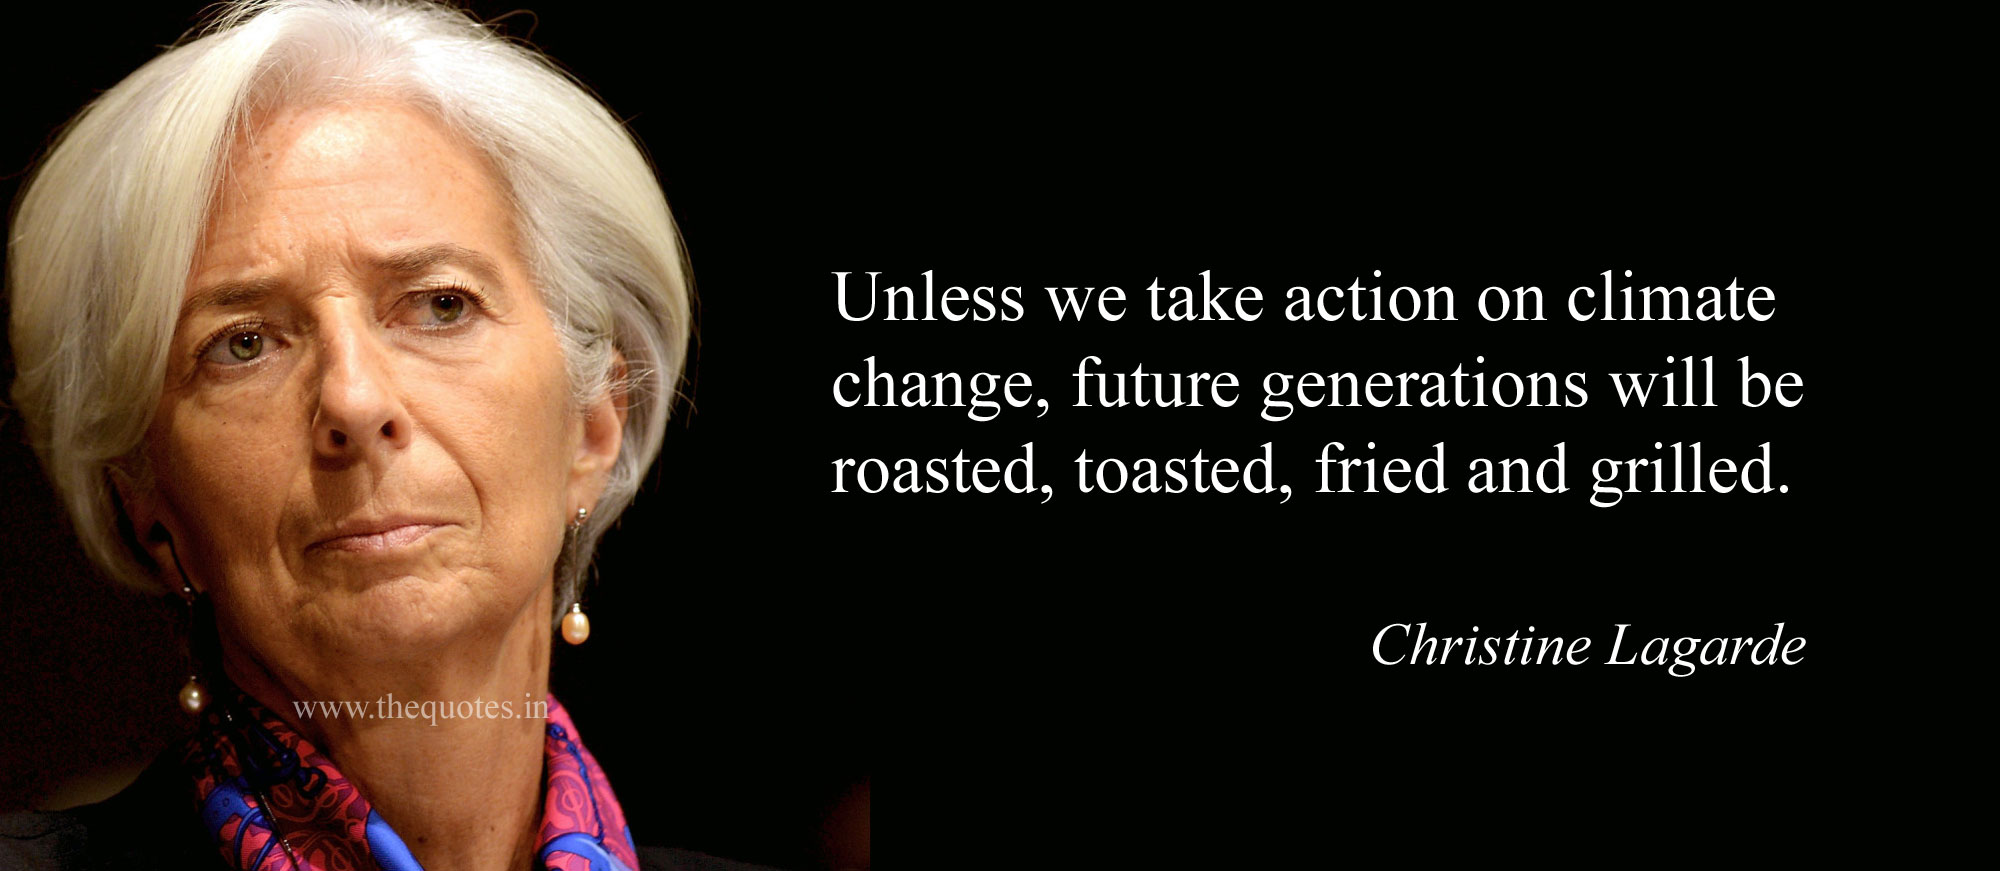 Unless we take action on climate
change, future generations will be
roasted, toasted, fried and grilled.
Christine Lagarde
www.thequotes.in